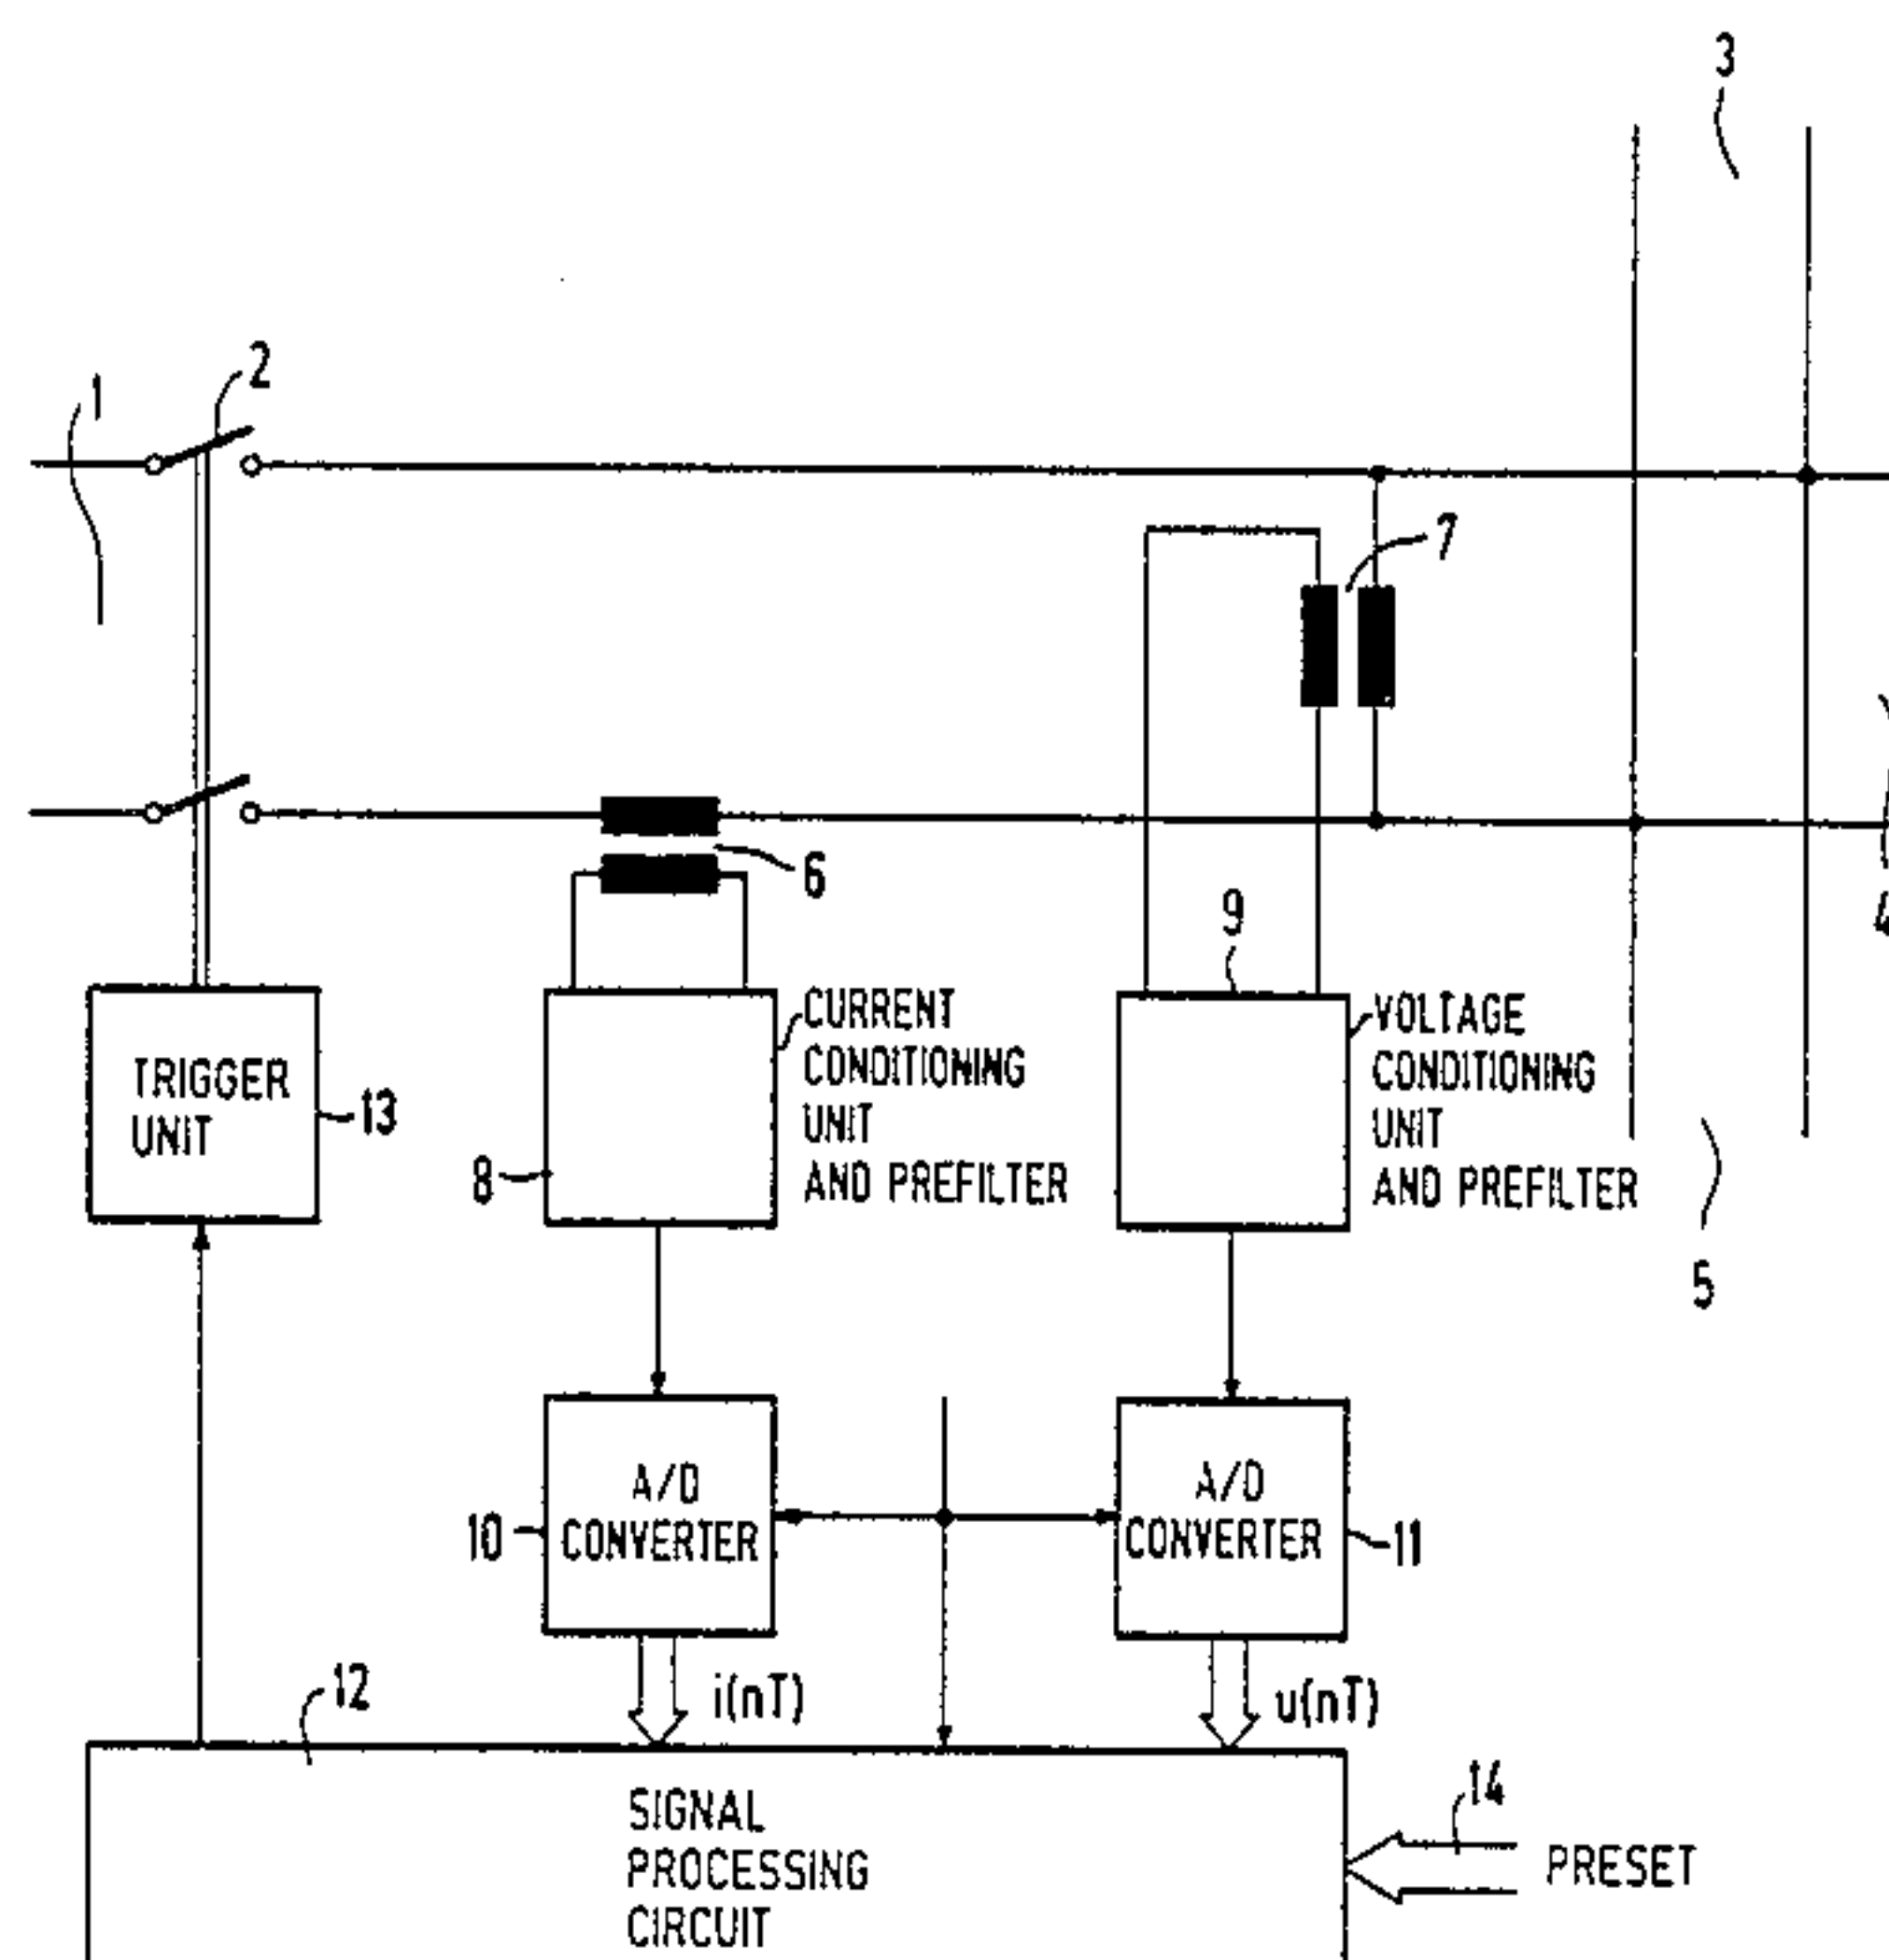 3
1
2
7
6
9
4
TRIGGER
UNIT
13
8
CURRENT
CONDITIONING
UNIT
AND PREFILTER
VOLTAGE
CONDITIONING
UNIT
AND PREFILTER
5
10
A/D
CONVERTER
A/D
CONVERTER
11
12
i(nT)
u(nT)
SIGNAL
PROCESSING
CIRCUIT
14
PRESET